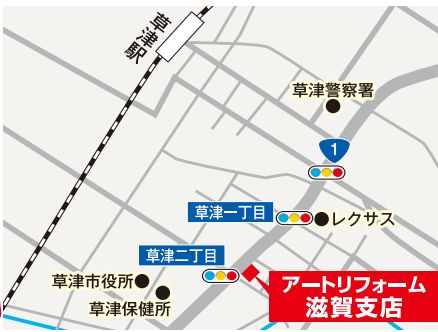 草津駅
草津警察署
1
草津一丁目
レクサス
草津二丁目
草津市役所
草津保健所
アートリフォーム
滋賀支店